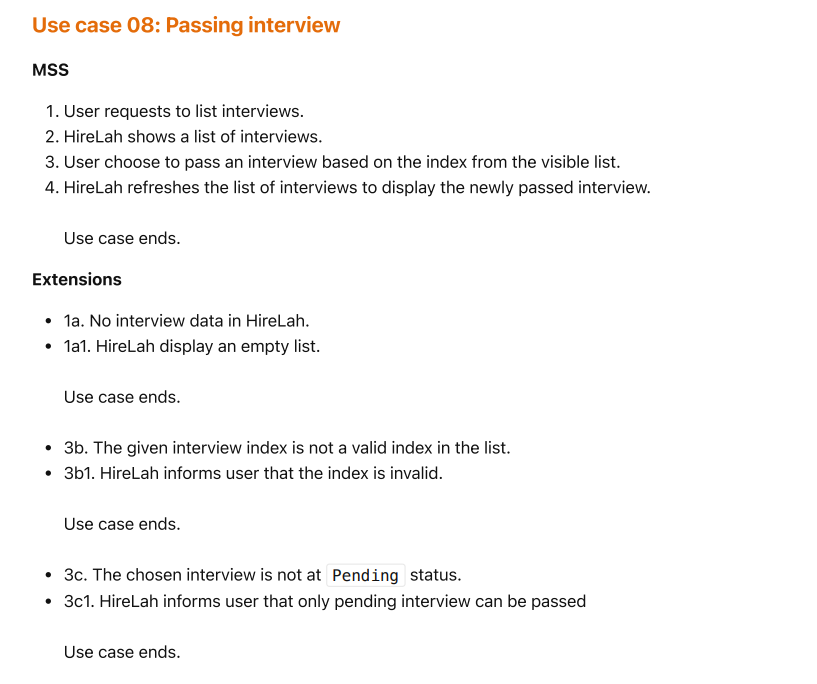 Use case 08: Passing interview
MSS
1. User requests to list interviews.
2. HireLah shows a list of interviews.
3. User choose to pass an interview based on the index from the visible list.
4. HireLah refreshes the list of interviews to display the newly passed interview.
Use case ends.
Extensions
• 1a. No interview data in HireLah.
• 1a1. HireLah display an empty list.
Use case ends.
• 3b. The given interview index is not a valid index in the list.
• 3b1. HireLah informs user that the index is invalid.
Use case ends.
• 3c. The chosen interview is not at Pending status.
• 3c1. HireLah informs user that only pending interview can be passed
Use case ends.